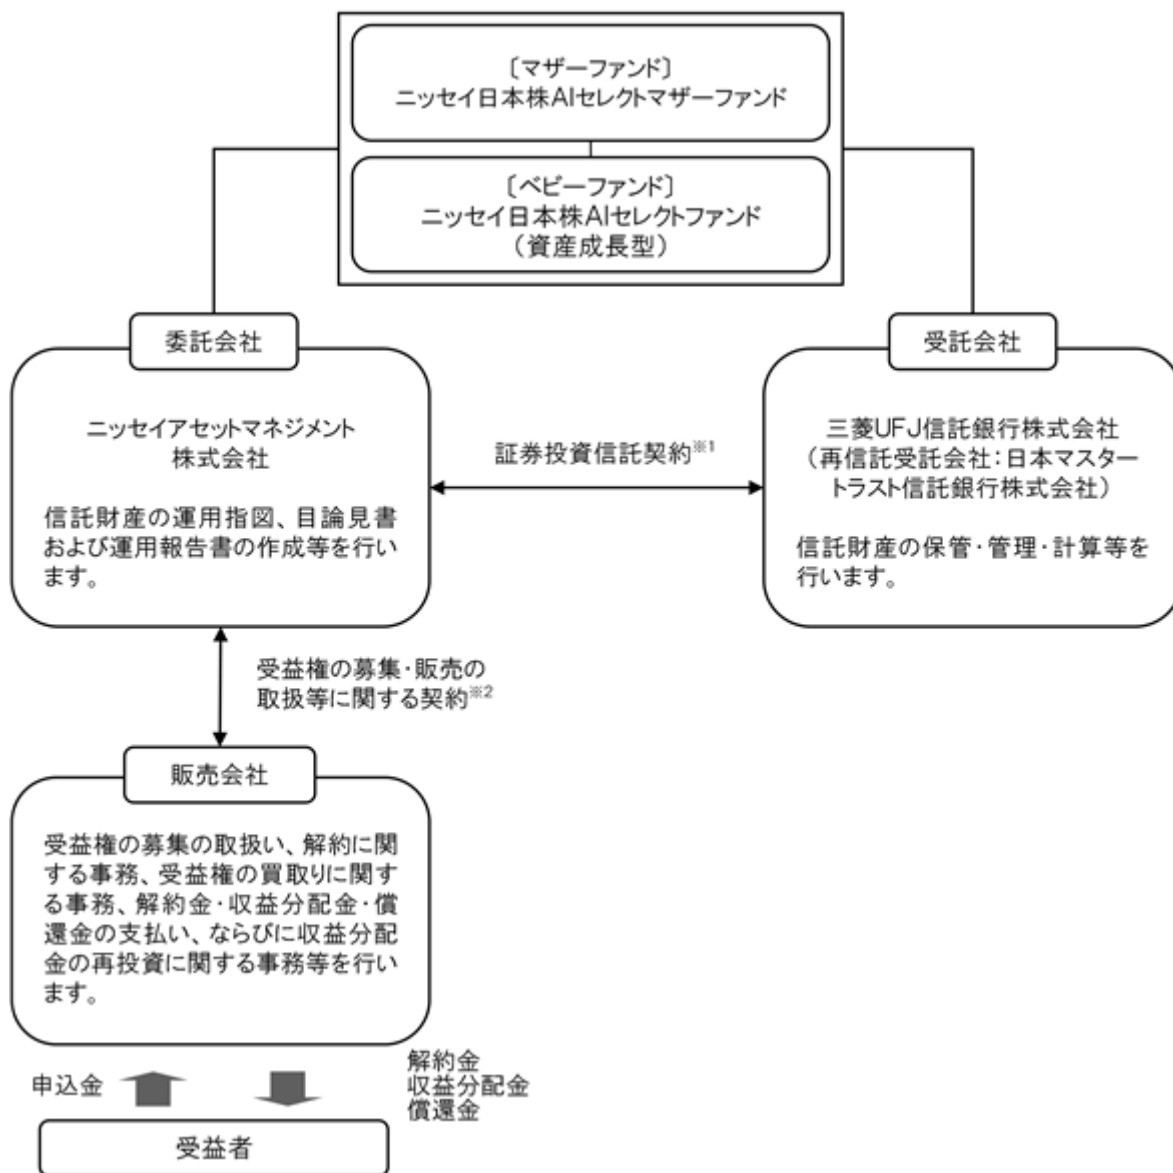 〔マザーファンド〕
ニッセイ日本株AIセレクトマザーファンド
〔ベビーファンド〕
ニッセイ日本株AIセレクトファンド
（資産成長型）
委託会社
ニッセイアセットマネジメント
株式会社
信託財産の運用指図、目論見書
および運用報告書の作成等を行い
ます。
証券投資信託契約※1
受託会社
三菱UFJ信託銀行株式会社
（再信託受託会社：日本マスター
トラスト信託銀行株式会社）
信託財産の保管・管理・計算等を
行います。
受益権の募集・販売の
取扱等に関する契約※2
販売会社
受益権の募集の取扱い、解約に関
する事務、受益権の買取りに関す
る事務、解約金・収益分配金・償
還金の支払い、ならびに収益分配
金の再投資に関する事務等を行い
ます。
申込金
解約金
収益分配金
償還金
受益者